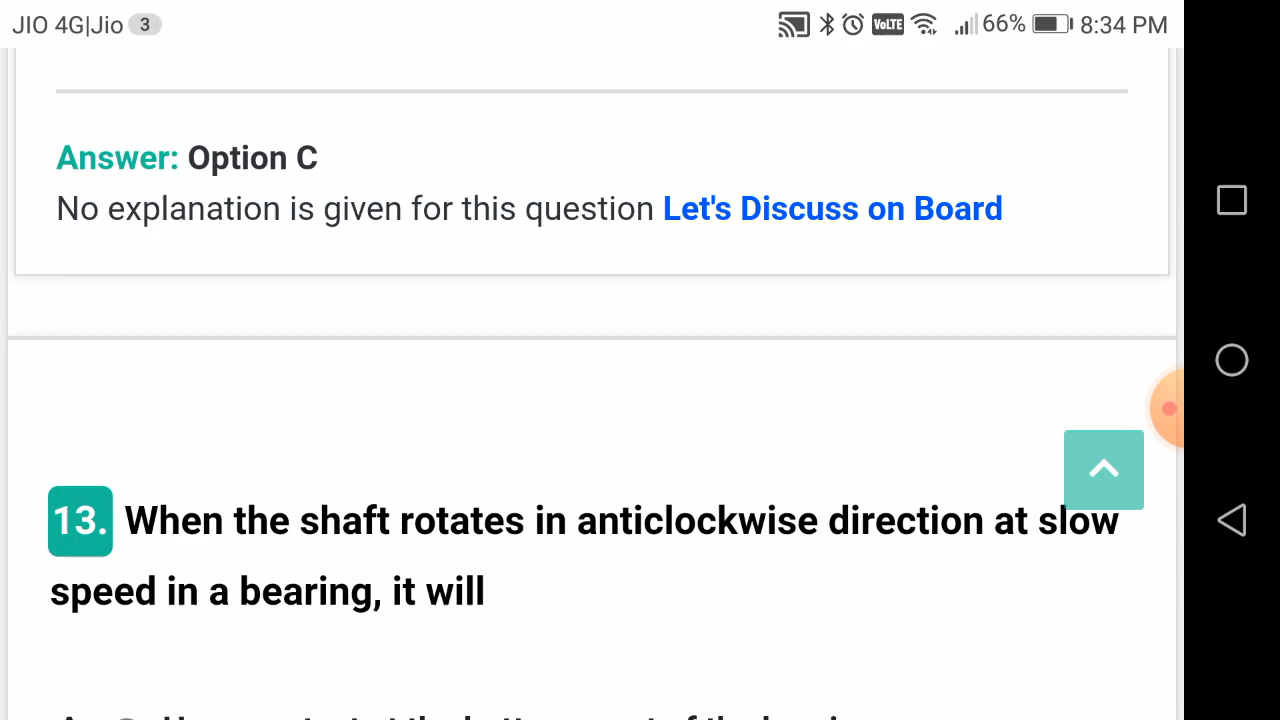 JIO 4G|Jio 3 VoLTE 66% 8:34 PM
Answer: Option C
No explanation is given for this question Let's Discuss on Board
13. When the shaft rotates in anticlockwise direction at slow
speed in a bearing, it will